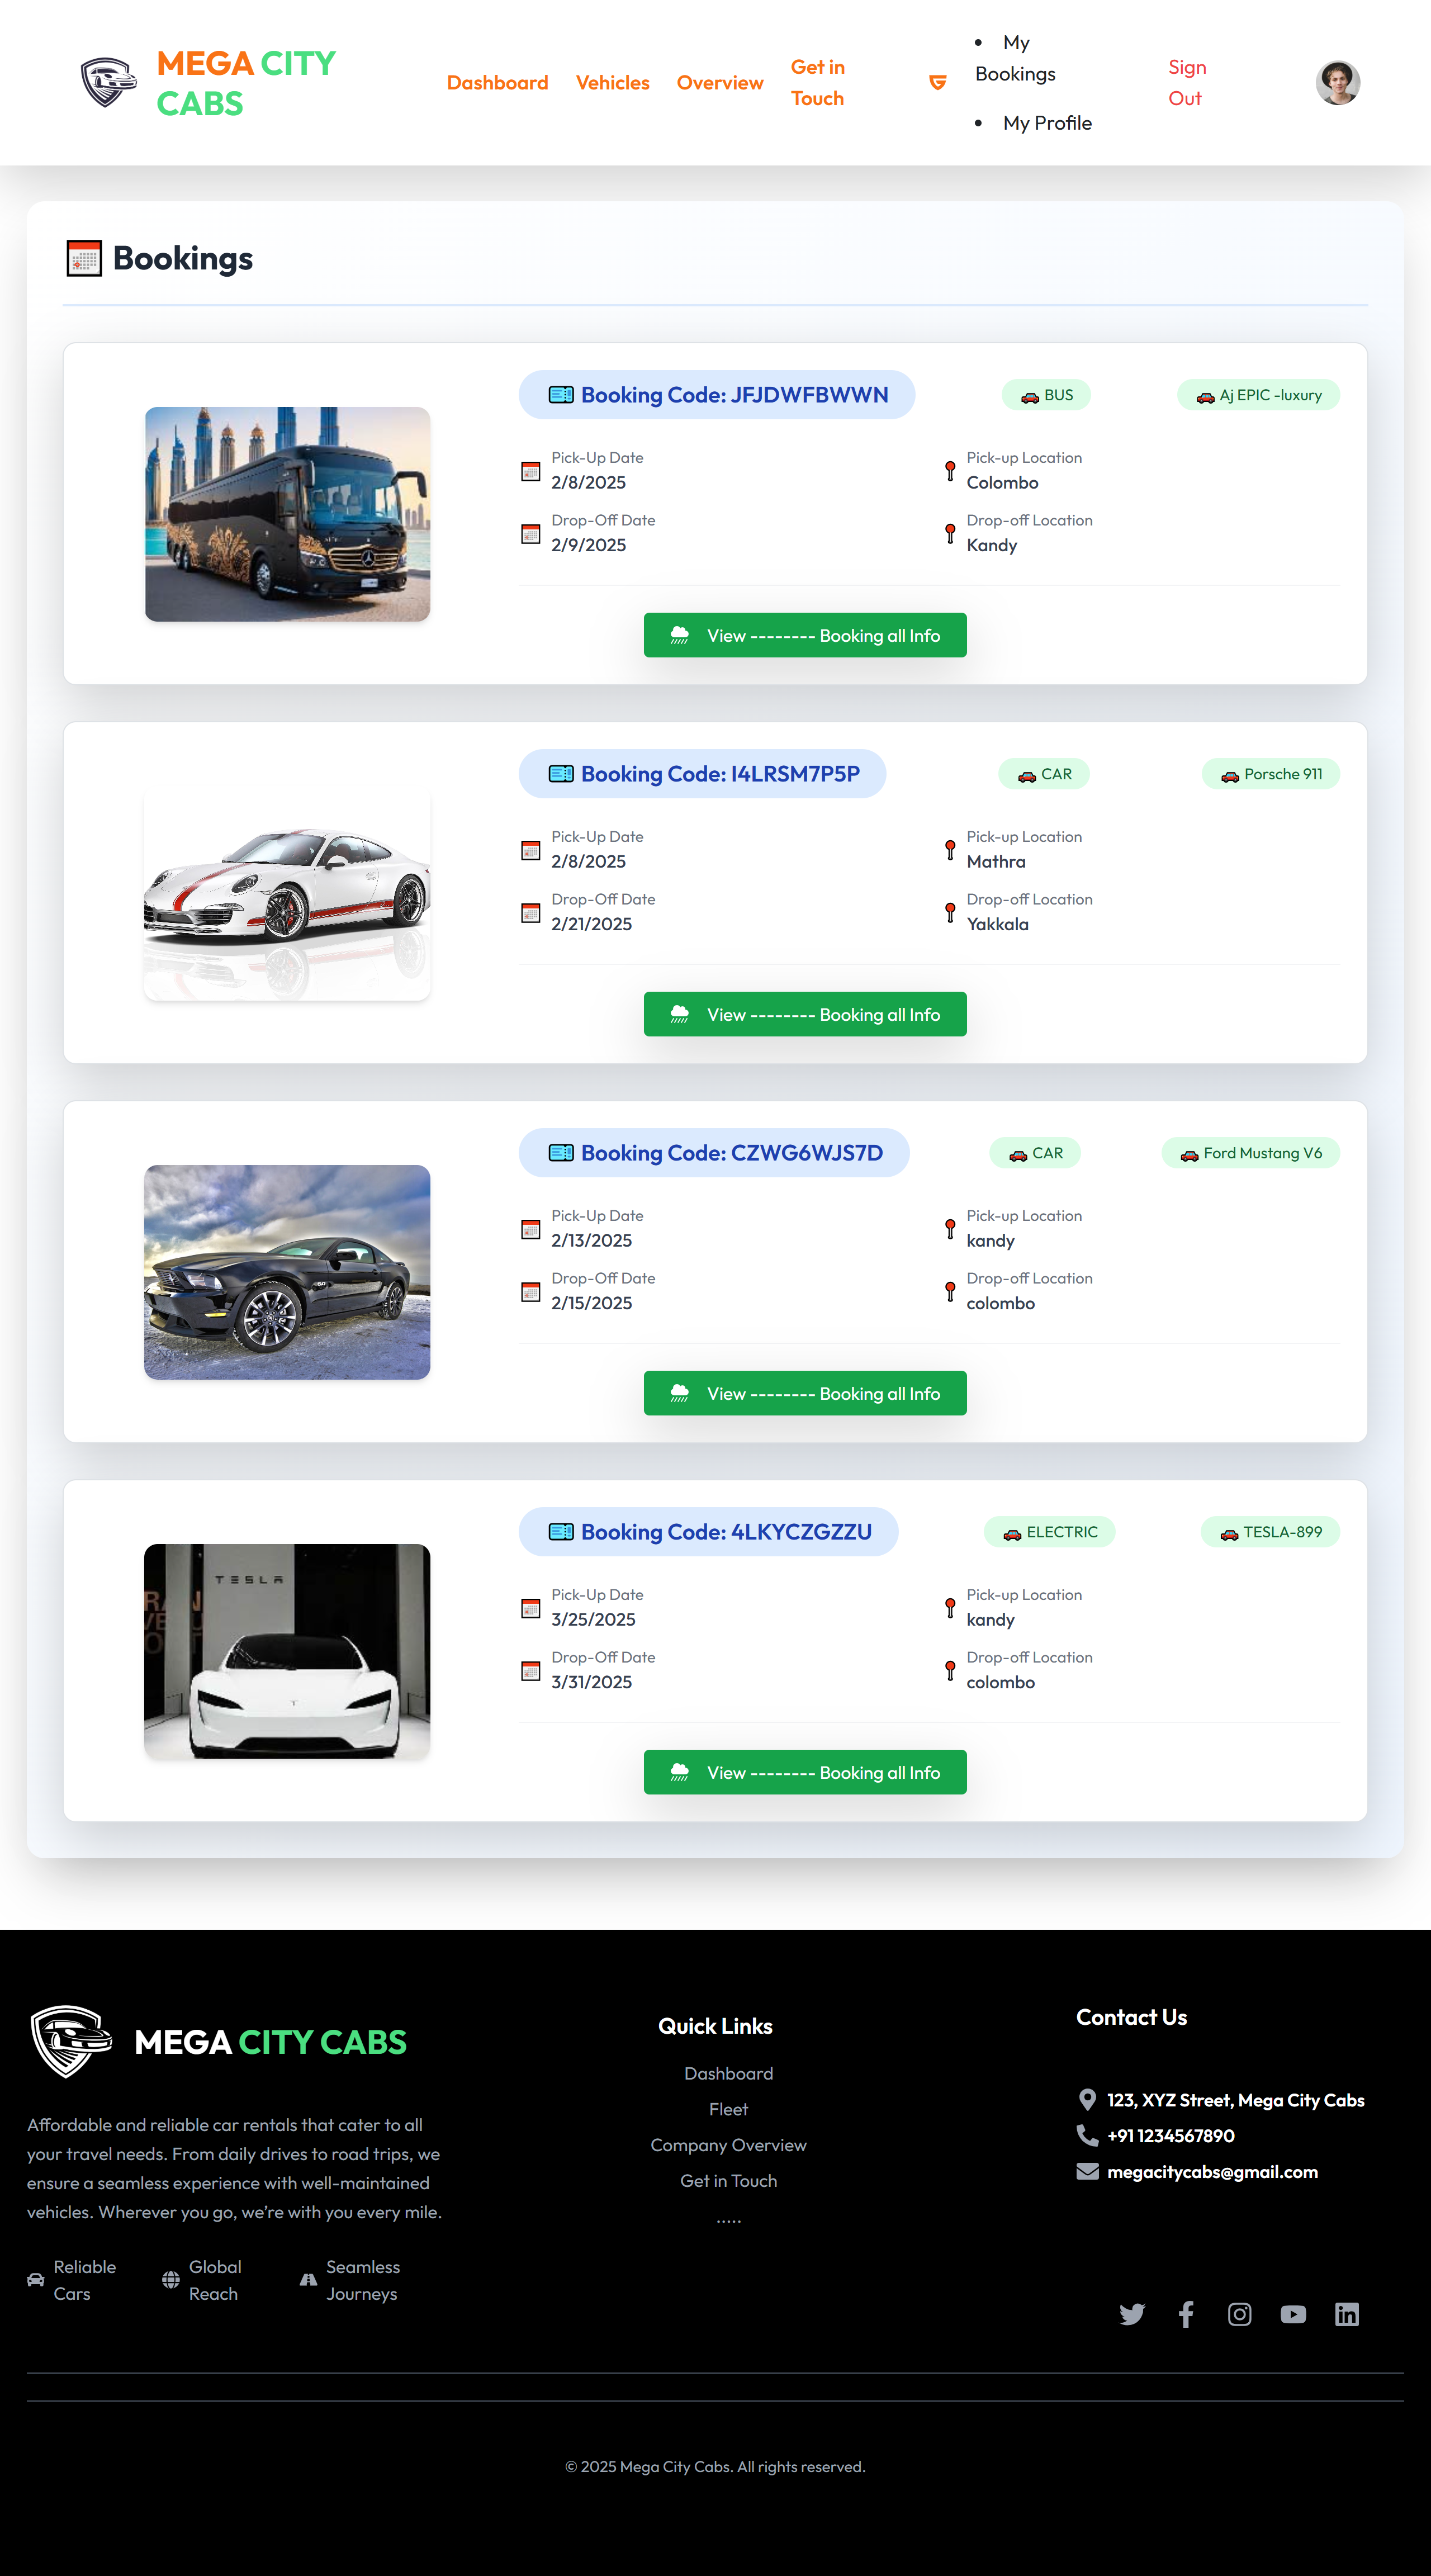 MEGA CITY
CABS
Dashboard
Vehicles
Overview
Get in
Touch
My
Bookings
My Profile
Sign
Out
Bookings
Booking Code: JFJDWFBWWN
BUS
Aj EPIC -luxury
Pick-Up Date
2/8/2025
Pick-up Location
Colombo
Drop-Off Date
2/9/2025
Drop-off Location
Kandy
View -------- Booking all Info
Booking Code: I4LRSM7P5P
CAR
Porsche 911
Pick-Up Date
2/8/2025
Pick-up Location
Mathra
Drop-Off Date
2/21/2025
Drop-off Location
Yakkala
View -------- Booking all Info
Booking Code: CZWG6WJS7D
CAR
Ford Mustang V6
Pick-Up Date
2/13/2025
Pick-up Location
kandy
Drop-Off Date
2/15/2025
Drop-off Location
colombo
View -------- Booking all Info
TESLA
Booking Code: 4LKYCZGZZU
ELECTRIC
TESLA-899
Pick-Up Date
3/25/2025
Pick-up Location
kandy
Drop-Off Date
3/31/2025
Drop-off Location
colombo
View -------- Booking all Info
MEGA CITY CABS
Affordable and reliable car rentals that cater to all
your travel needs. From daily drives to road trips, we
ensure a seamless experience with well-maintained
vehicles. Wherever you go, we’re with you every mile.
Reliable
Cars
Global
Reach
Seamless
Journeys
Quick Links
Dashboard
Fleet
Company Overview
Get in Touch
.....
Contact Us
123, XYZ Street, Mega City Cabs
+91 1234567890
megacitycabs@gmail.com
© 2025 Mega City Cabs. All rights reserved.